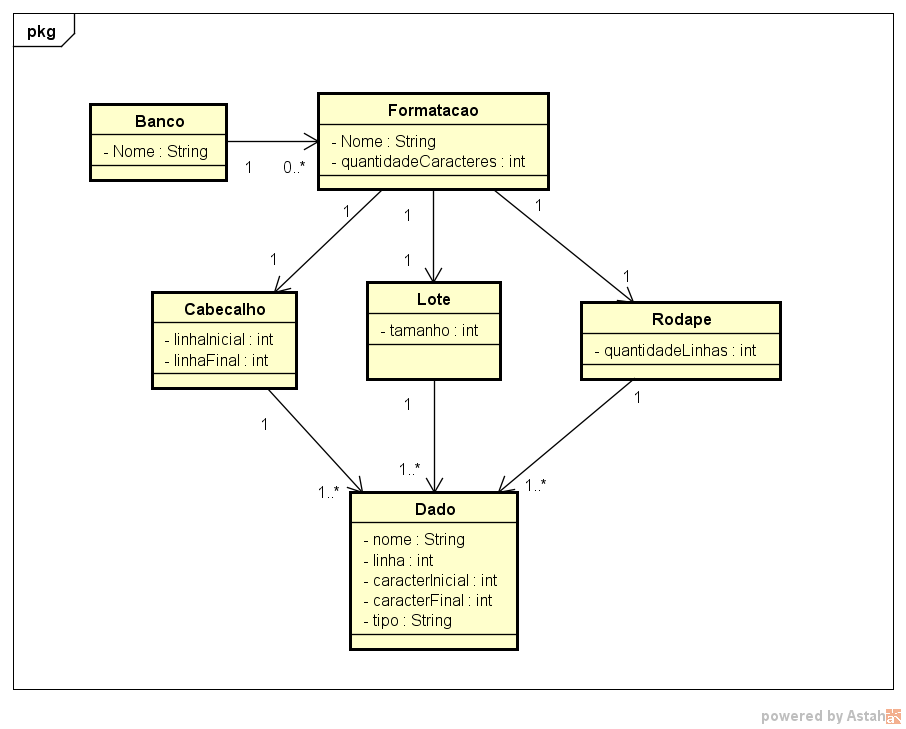 pkg
Banco
- Nome : String
1
0..*
Formatacao
- Nome : String
- quantidadeCaracteres : int
1
1
1
1
1
1
Cabecalho
- linhaInicial : int
- linhaFinal : int
Lote
- tamanho : int
Rodape
- quantidadeLinhas : int
1
1
1
1..*
1..*
1..*
Dado
- nome : String
- linha : int
- caracterInicial : int
- caracterFinal : int
- tipo : String
powered by Astah